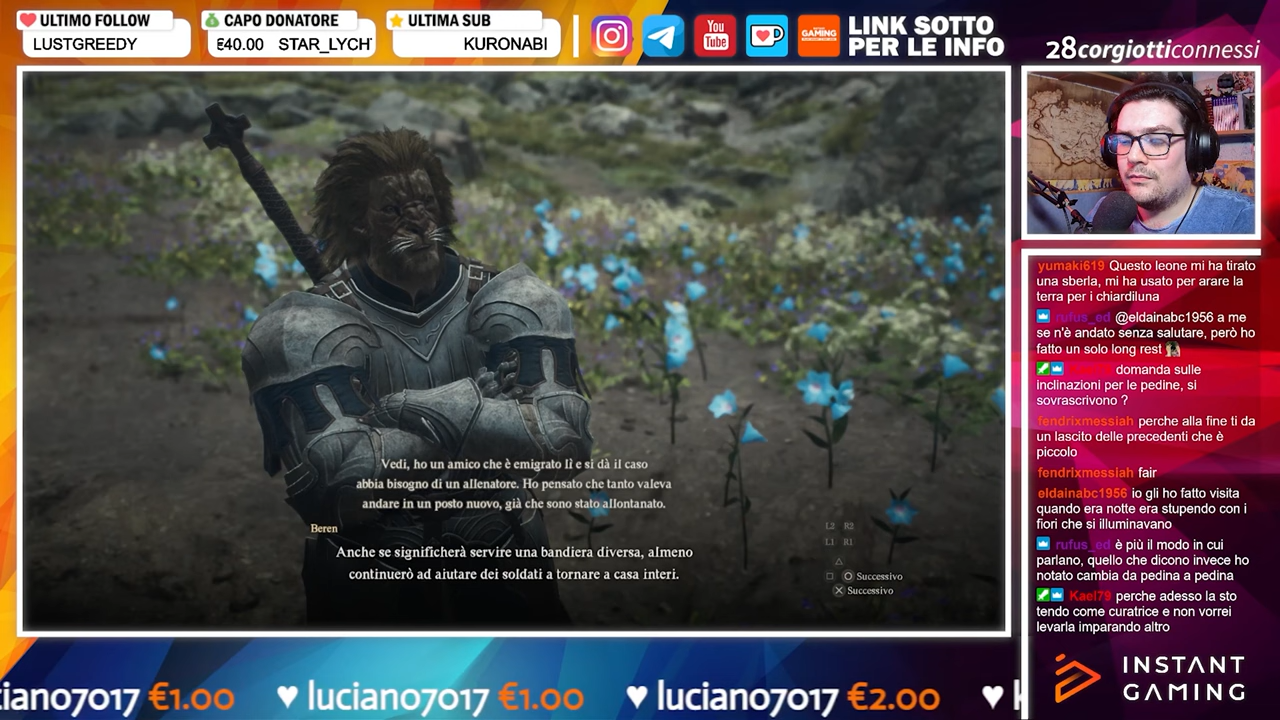 ULTIMO FOLLOW
LUSTGREEDY
CAPO DONATORE
€40.00 STAR_LYCH
ULTIMA SUB
KURONABI
You
Tube
GAMING
LINK SOTTO
PER LE INFO
28corgiotticonnessi
Vedi, ho un amico che è emigrato lì e si dà il caso
abbia bisogno di un allenatore. Ho pensato che tanto valeva
andare in un posto nuovo, già che sono stato allontanato.
Beren
Anche se significherà servire una bandiera diversa, almeno
continuerò ad aiutare dei soldati a tornare a casa interi.
L2 R2
L1 R1
Successivo
Successivo
yumaki619 Questo leone mi ha tirato
una sberla, mi ha usato per arare la
terra per i chiardiluna
rufus_ed @eldainabc1956 a me
se n'è andato senza salutare, però ho
fatto un solo long rest
domanda sulle
inclinazioni per le pedine, si
sovrascrivono ?
fendrixmessiah perche alla fine ti da
un lascito delle precedenti che è
piccolo
fendrixmessiah fair
eldainabc1956 io gli ho fatto visita
quando era notte era stupendo con i
fiori che si illuminavano
rufus_ed è più il modo in cui
parlano, quello che dicono invece ho
notato cambia da pedina a pedina
Kael79 perche adesso la sto
tendo come curatrice e non vorrei
levarla imparando altro
INSTANT
GAMING
ciano7017 €1.00 luciano7017 €1.00 luciano7017 €2.00